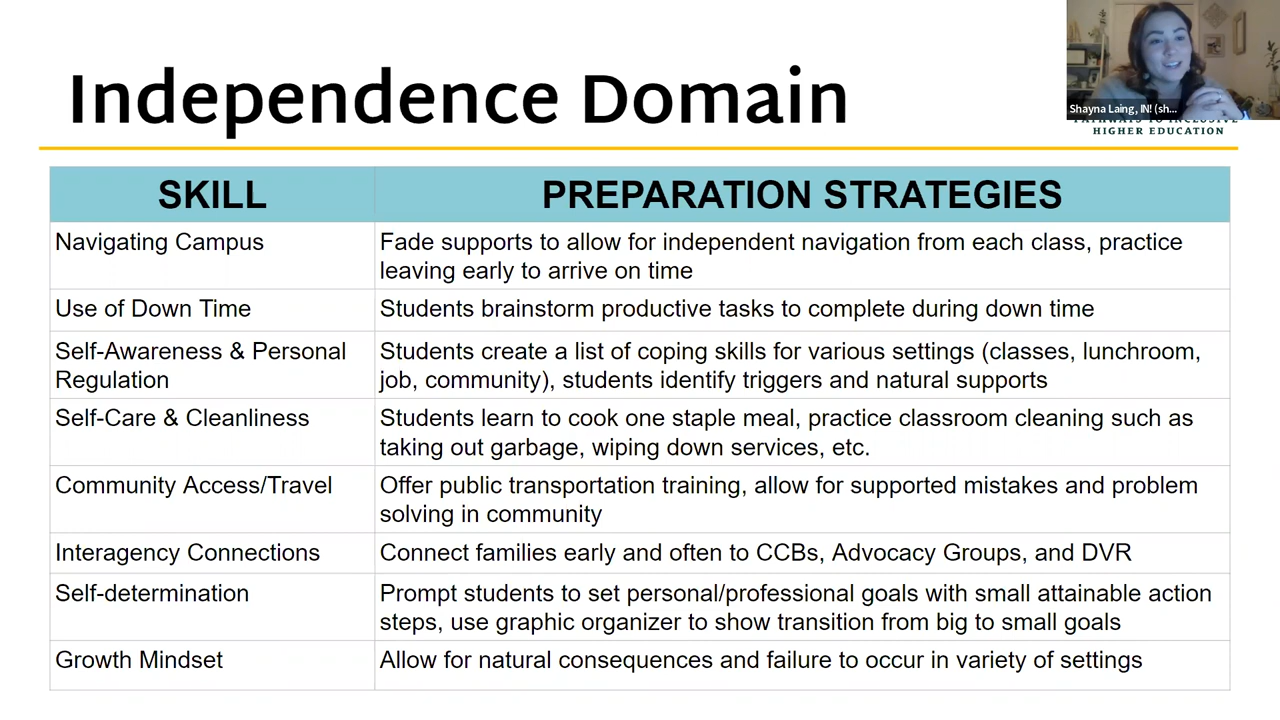 Independence Domain
Shayna Laing, IN! (sh...
PATHWAYS TO INCLUSIVE
HIGHER EDUCATION
SKILL
PREPARATION STRATEGIES
Navigating Campus
Fade supports to allow for independent navigation from each class, practice
leaving early to arrive on time
Use of Down Time
Students brainstorm productive tasks to complete during down time
Self-Awareness & Personal
Regulation
Students create a list of coping skills for various settings (classes, lunchroom,
job, community), students identify triggers and natural supports
Self-Care & Cleanliness
Students learn to cook one staple meal, practice classroom cleaning such as
taking out garbage, wiping down services, etc.
Community Access/Travel
Offer public transportation training, allow for supported mistakes and problem
solving in community
Interagency Connections
Connect families early and often to CCBs, Advocacy Groups, and DVR
Self-determination
Prompt students to set personal/professional goals with small attainable action
steps, use graphic organizer to show transition from big to small goals
Growth Mindset
Allow for natural consequences and failure to occur in variety of settings